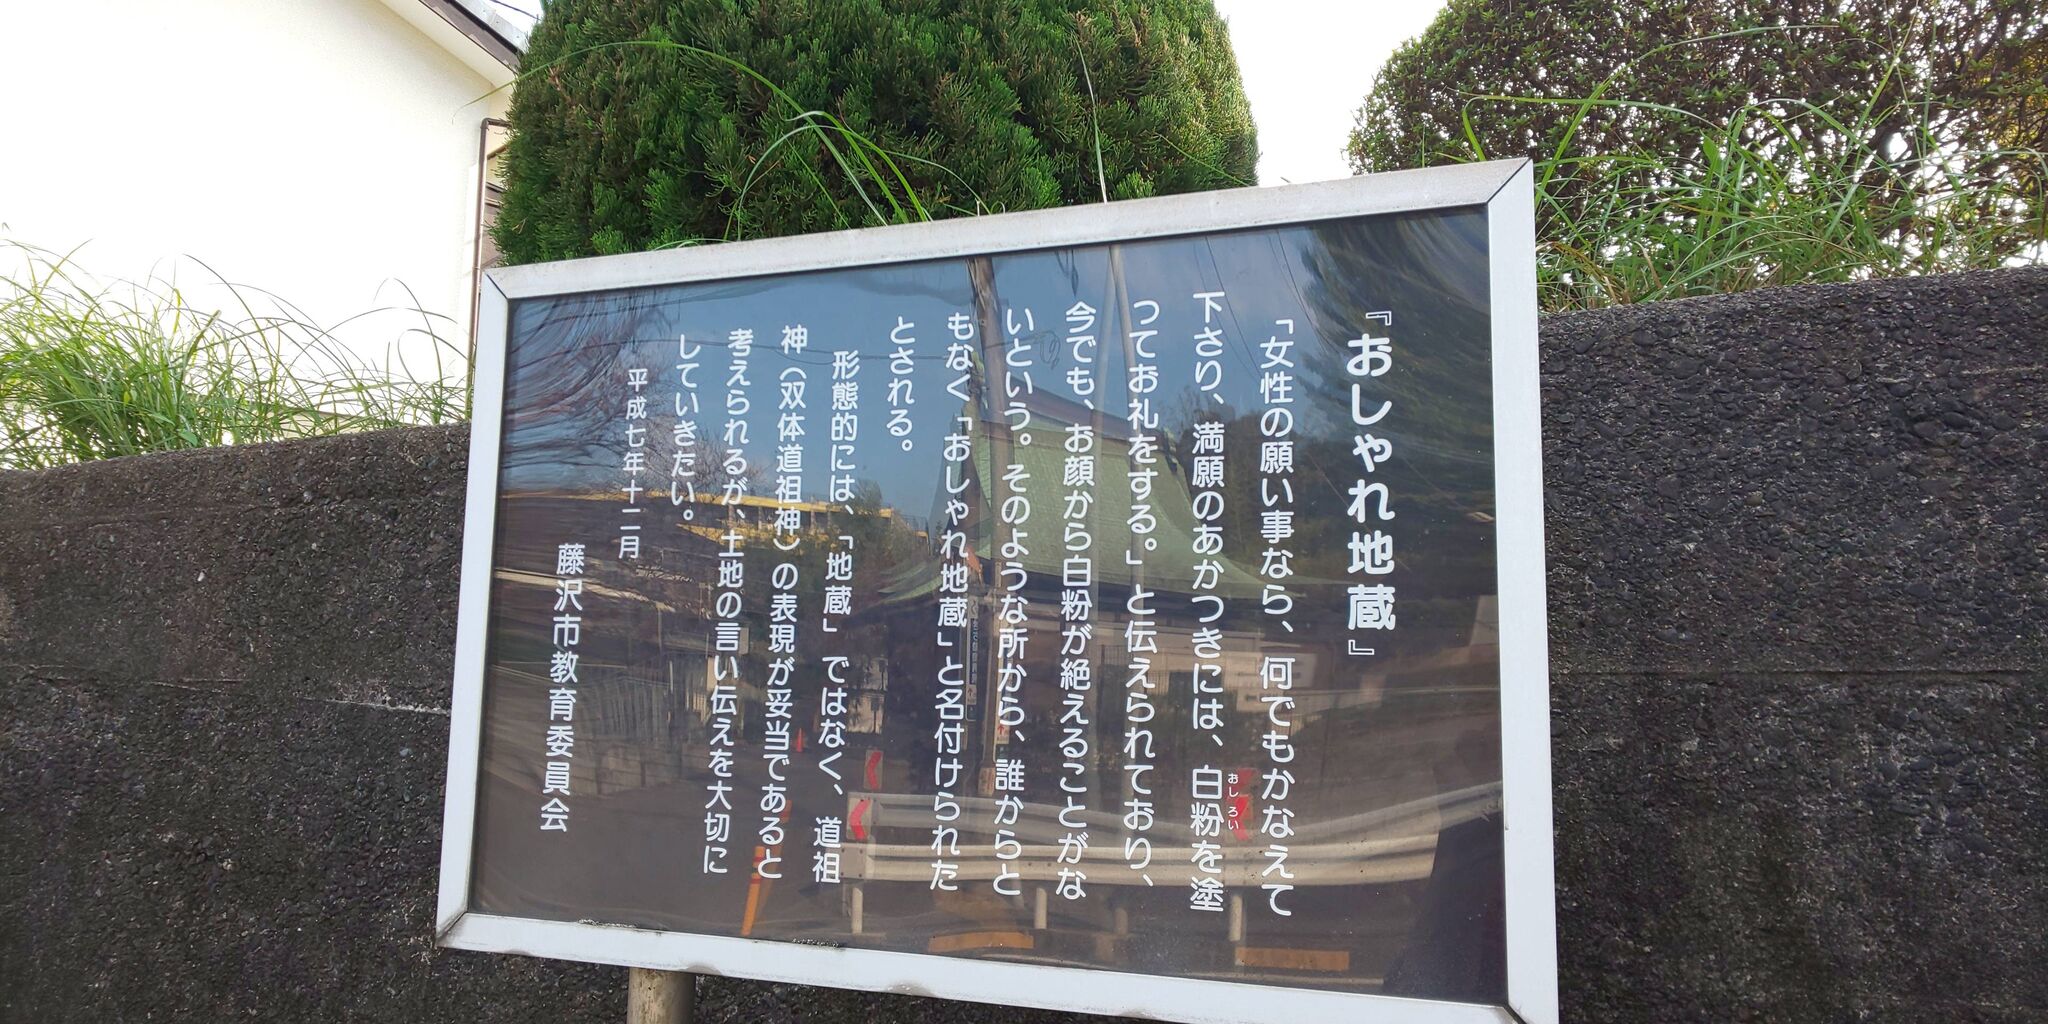 『おしゃれ地蔵』
「女性の願い事なら、何でもかなえて
下さり、満願のあかつきには、白粉を塗
おしろい
ってお礼をする。」と伝えられており、
今でも、お顔から白粉が絶えることがな
いという。そのような所から、誰からと
もなく「おしゃれ地蔵」と名付けられた
とされる。
形態的には、「地蔵」ではなく、道祖
神(双体道祖神)の表現が妥当であると
考えられるが、土地の言い伝えを大切に
していきたい。
平成七年十二月
藤沢市教育委員会